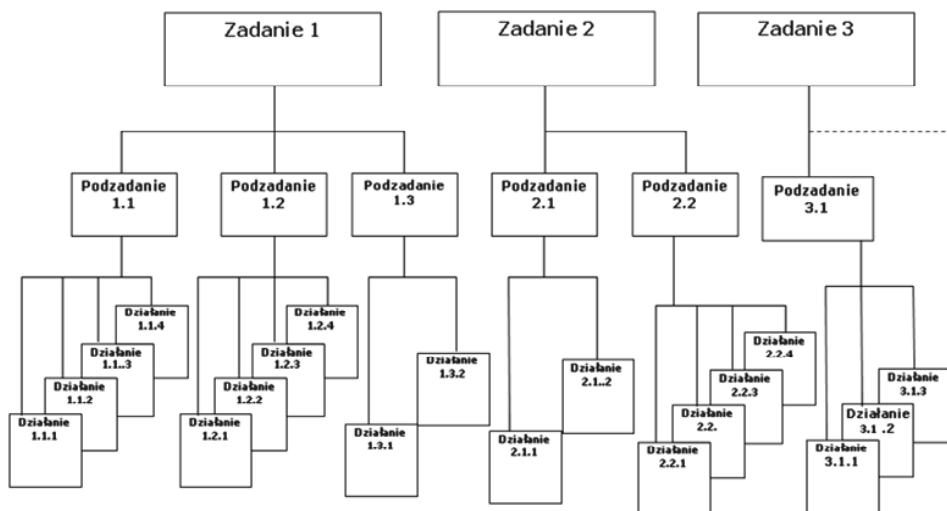 Zadanie 1
Zadanie 2
Zadanie 3
Podzadanie
1.1
Podzadanie
1.2
Podzadanie
1.3
Podzadanie
2.1
Podzadanie
2.2
Podzadanie
3.1
Działanie
1.1.4
Działanie
1.1..3
Działanie
1.1.2
Działanie
1.1.1
Działanie
1.2.4
Działanie
1.2.3
Działanie
1.2.2
Działanie
1.2.1
Działanie
1.3.2
Działanie
1.3.1
Działanie
2.1..2
Działanie
2.1.1
Działanie
2.2.4
Działanie
2.2.3
Działanie
2.2.
Działanie
2.2.1
Działanie
3.1.3
Działanie
3.1 .2
Działanie
3.1.1